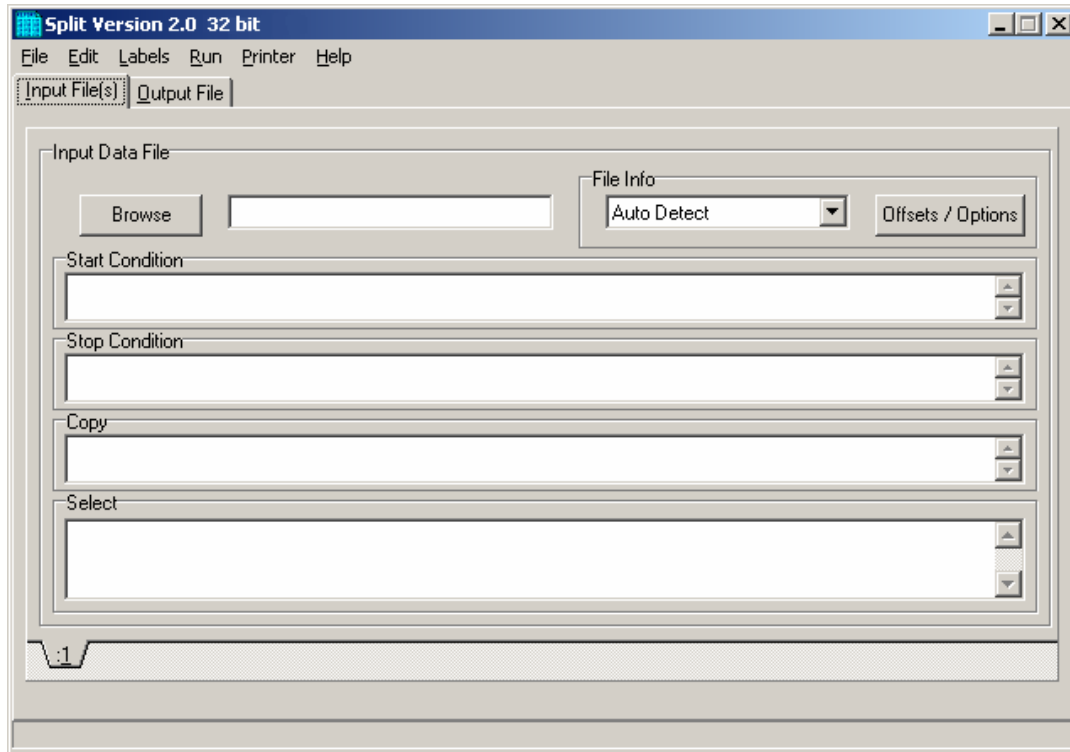 Split Version 2.0 32 bit
File Edit Labels Run Printer Help
Input File(s) Output File
Input Data File
File Info
Browse Auto Detect Offsets / Options
Start Condition
Stop Condition
Copy
Select
:1